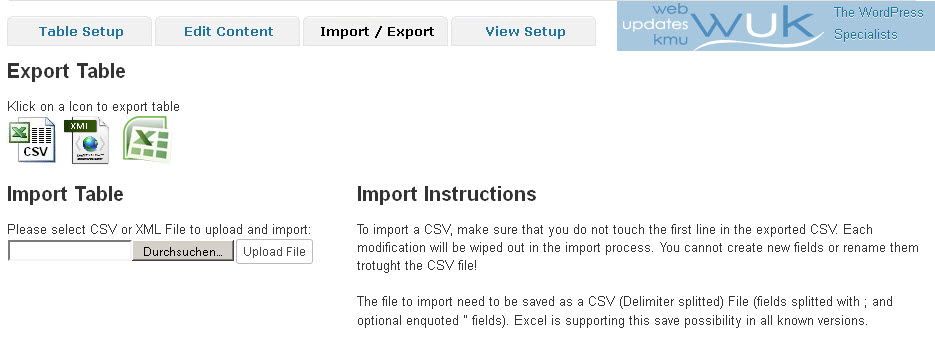 Table Setup
Edit Content
Import / Export
View Setup
web
updates
kmu
wuk
The WordPress
Specialists
Export Table
Klick on a Icon to export table
CSV
XMl
Import Table
Please select CSV or XML File to upload and import:
Durchsuchen...
Upload File
Import Instructions
To import a CSV, make sure that you do not touch the first line in the exported CSV. Each
modification will be wiped out in the import process. You cannot create new fields or rename them
trotught the CSV file!
The file to import need to be saved as a CSV (Delimiter splitted) File (fields splitted with ; and
optional enquoted " fields). Excel is supporting this save possibility in all known versions.